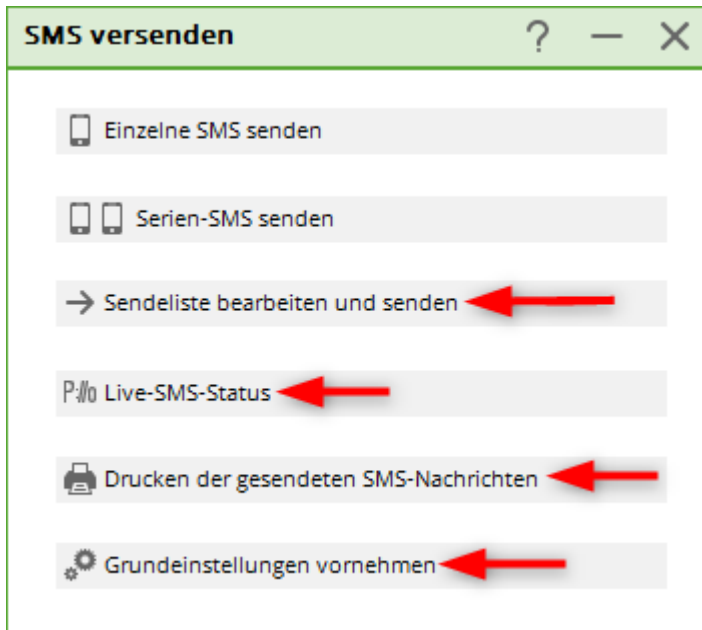 SMS versenden
Einzelne SMS senden
Serien-SMS senden
Sendeliste bearbeiten und senden
P:/// Live-SMS-Status
Drucken der gesendeten SMS-Nachrichten
Grundeinstellungen vornehmen